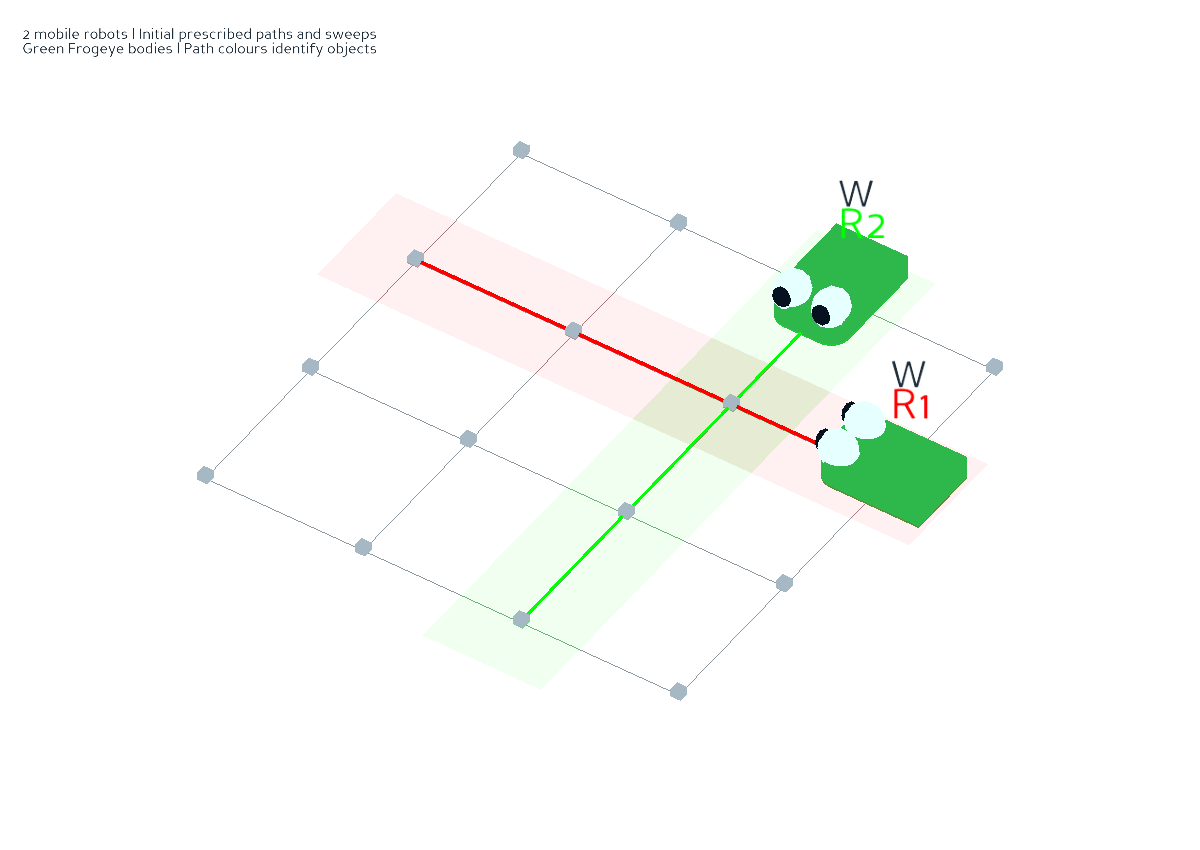 2 mobile robots | Initial prescribed paths and sweeps
Green Frogeye bodies | Path colours identify objects
W
R2
W
R1